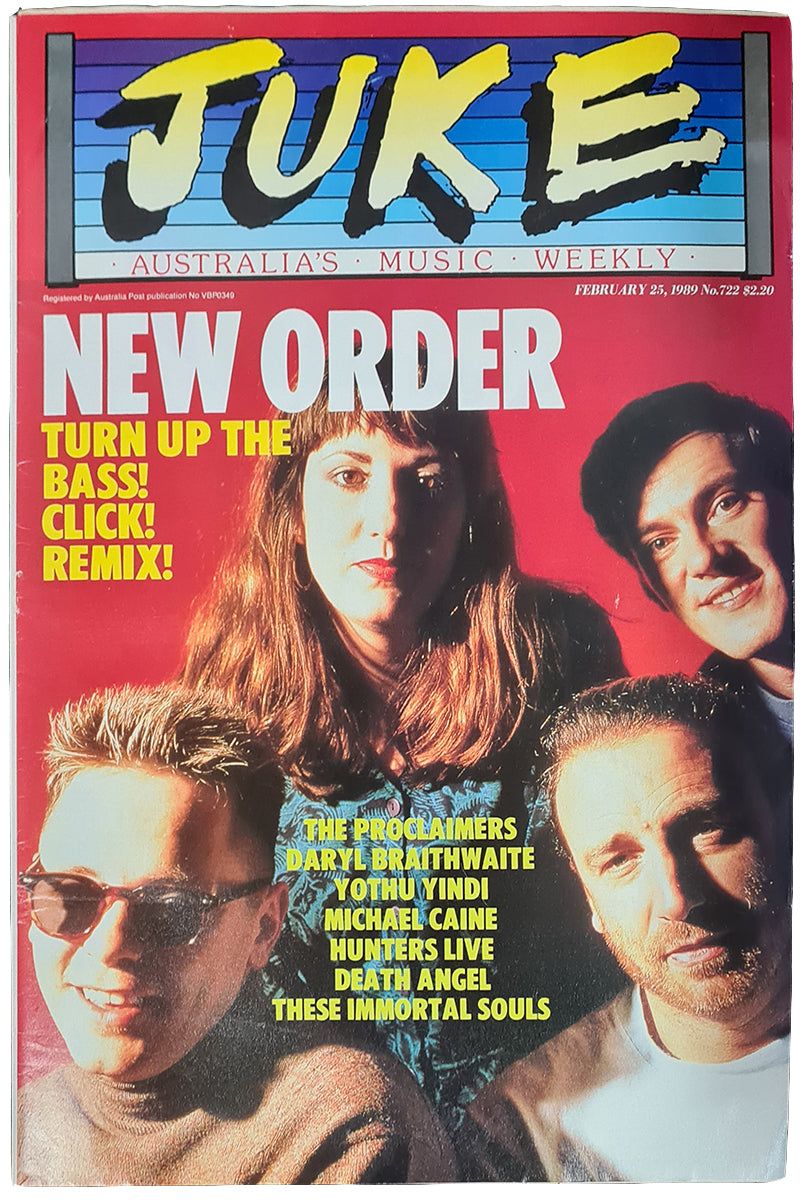 JUKE
· AUSTRALIA'S · MUSIC · WEEKLY ·
Registered by Australia Post publication No VBP0349
FEBRUARY 25, 1989 No.722 $2.20
NEW ORDER
TURN UP THE
BASS!
CLICK!
REMIX!
THE PROCLAIMERS
DARYL BRAITHWAITE
YOTHU YINDI
MICHAEL CAINE
HUNTERS LIVE
DEATH ANGEL
THESE IMMORTAL SOULS